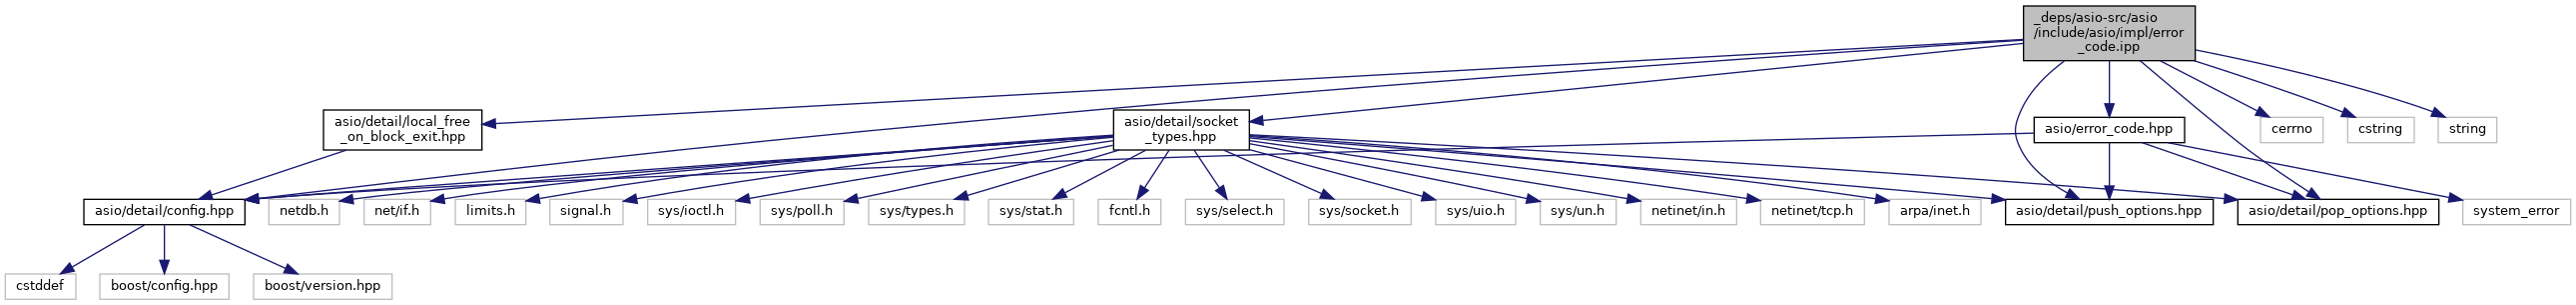 _deps/asio-src/asio
/include/asio/impl/error
_code.ipp
asio/detail/local_free
_on_block_exit.hpp
asio/detail/socket
_types.hpp
asio/error_code.hpp
cerrno
cstring
string
asio/detail/config.hpp
netdb.h
net/if.h
limits.h
signal.h
sys/ioctl.h
sys/poll.h
sys/types.h
sys/stat.h
fcntl.h
sys/select.h
sys/socket.h
sys/uio.h
sys/un.h
netinet/in.h
netinet/tcp.h
arpa/inet.h
asio/detail/push_options.hpp
asio/detail/pop_options.hpp
system_error
cstddef
boost/config.hpp
boost/version.hpp